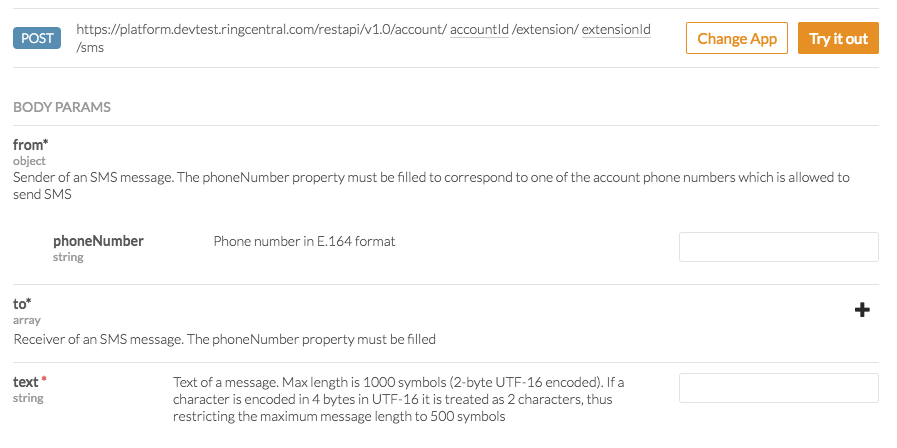 POST
https://platform.devtest.ringcentral.com/restapi/v1.0/account/ accountId /extension/ extensionId
/sms
Change App
Try it out
BODY PARAMS
from*
object
Sender of an SMS message. The phoneNumber property must be filled to correspond to one of the account phone numbers which is allowed to
send SMS
phoneNumber
string
Phone number in E.164 format
to*
array
Receiver of an SMS message. The phoneNumber property must be filled
text *
string
Text of a message. Max length is 1000 symbols (2-byte UTF-16 encoded). If a
character is encoded in 4 bytes in UTF-16 it is treated as 2 characters, thus
restricting the maximum message length to 500 symbols